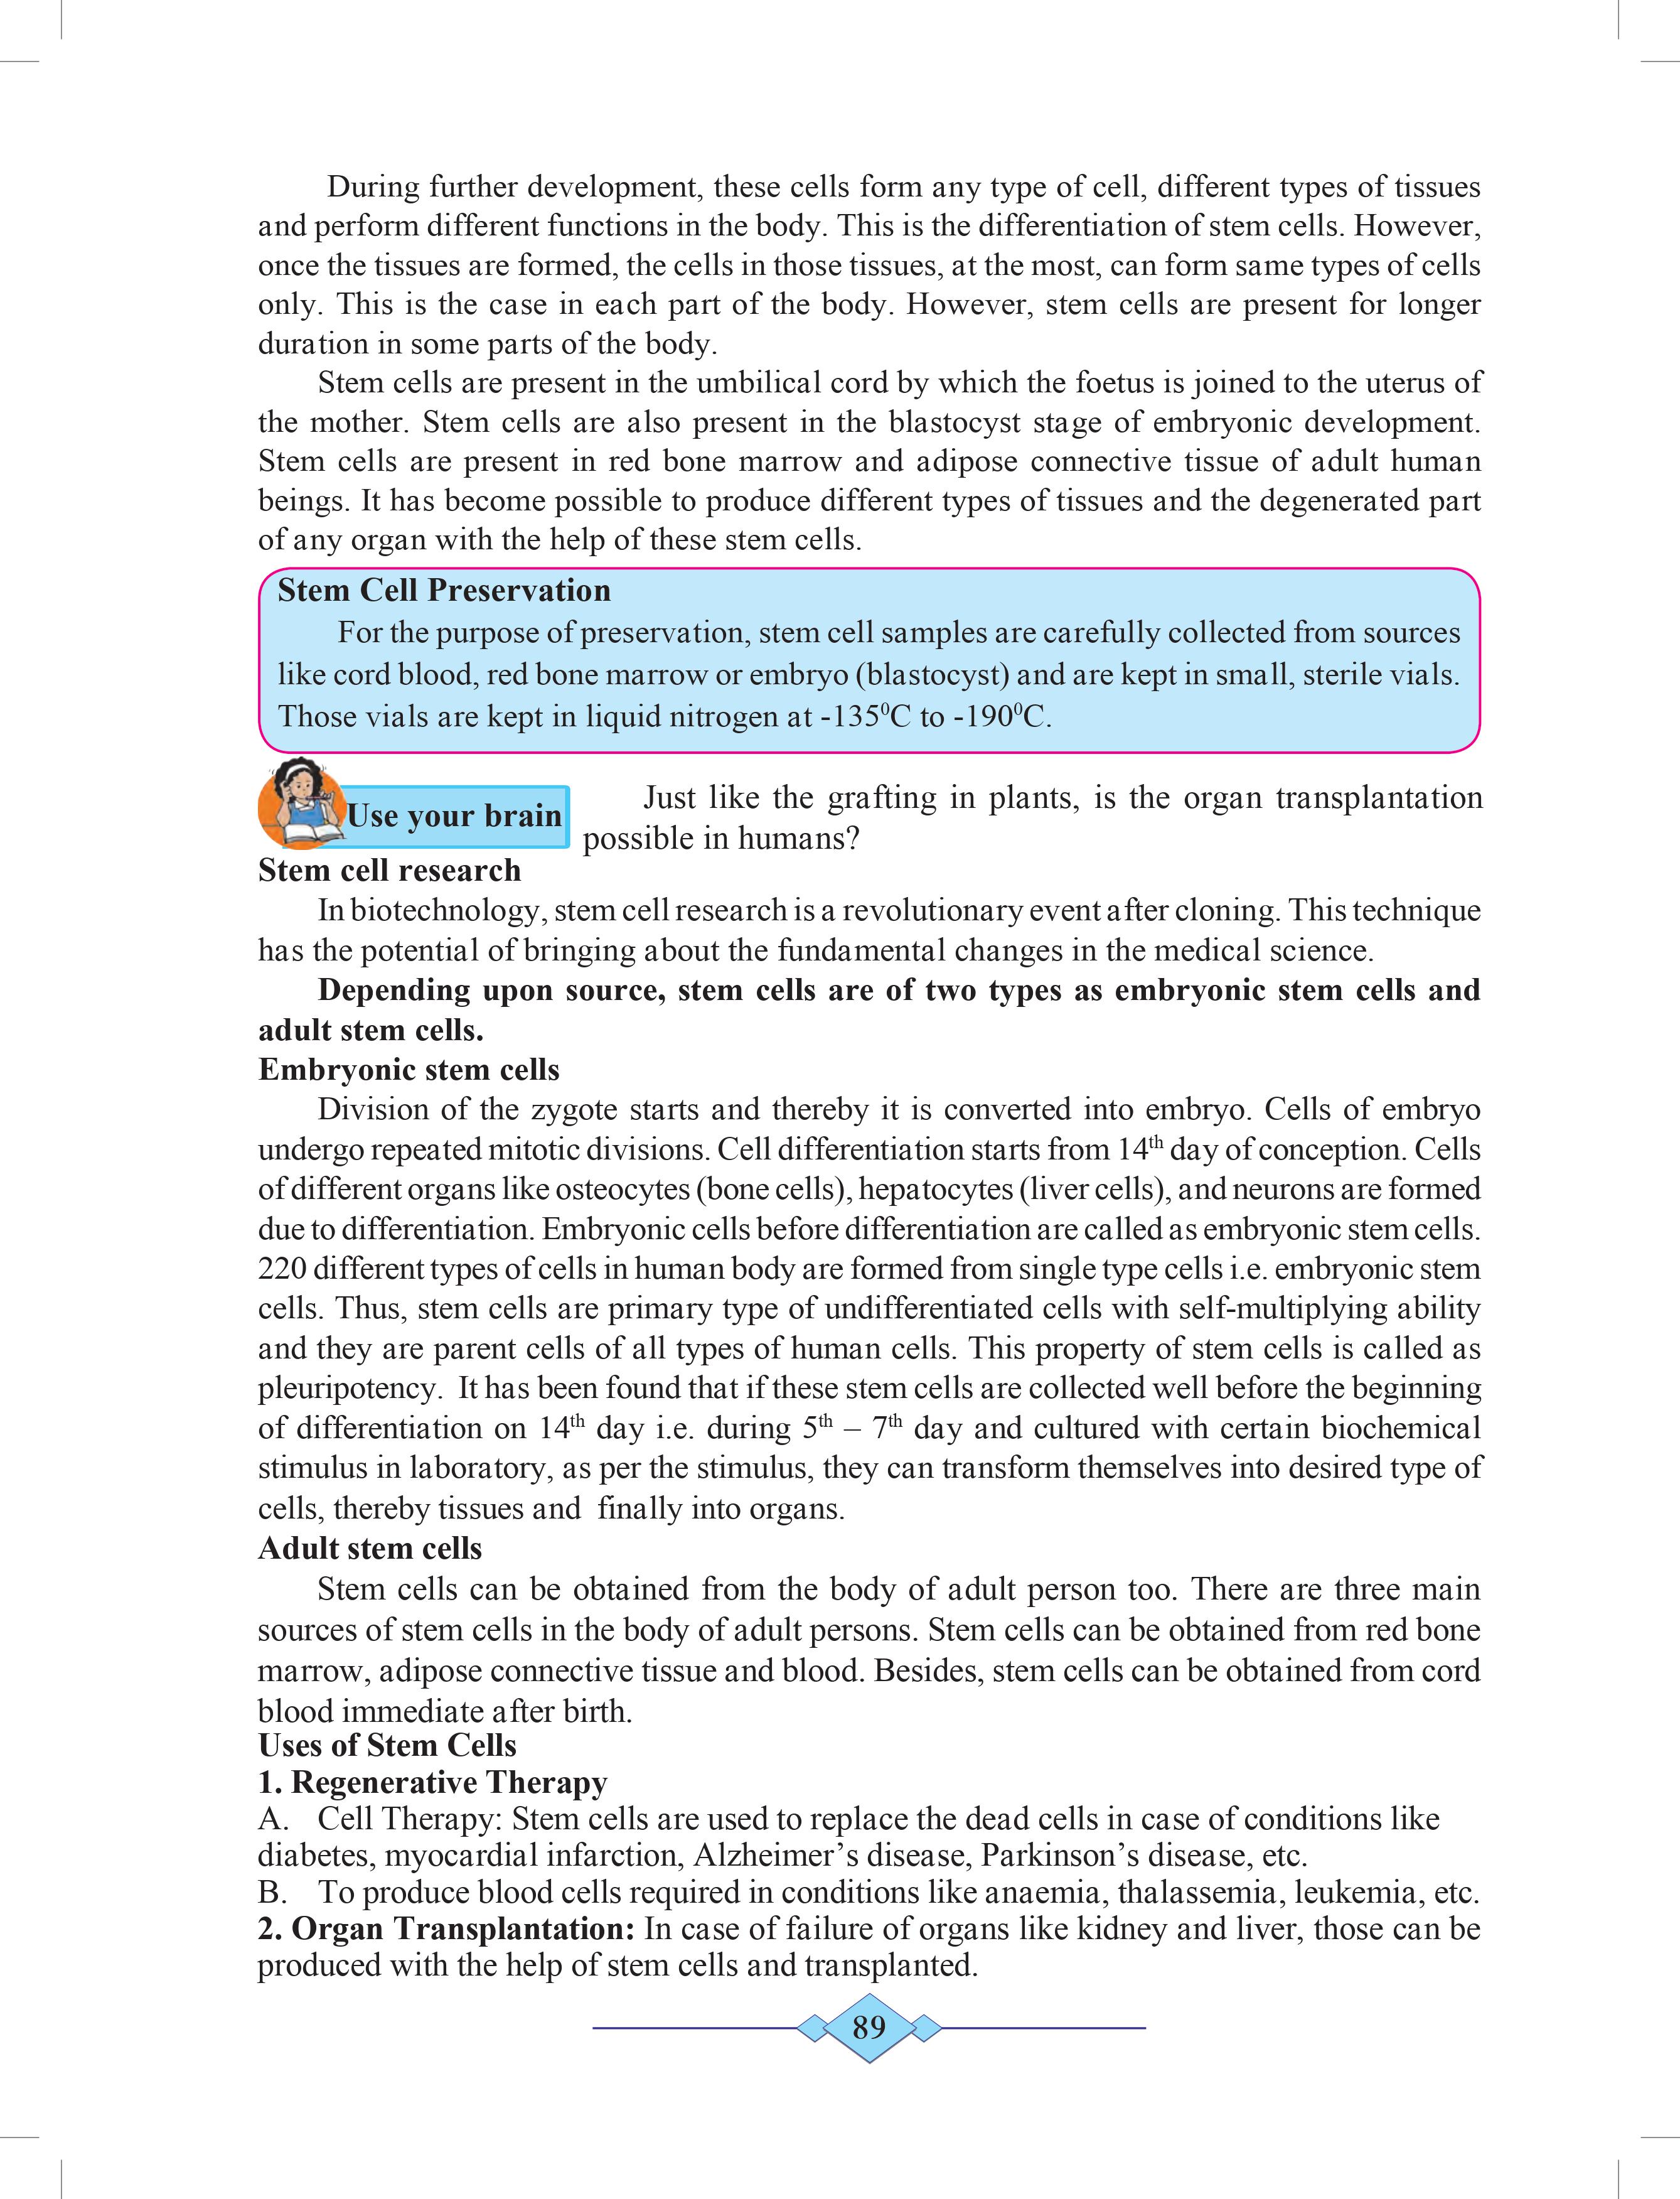 During further development, these cells form any type of cell, different types of tissues
and perform different functions in the body. This is the differentiation of stem cells. However,
once the tissues are formed, the cells in those tissues, at the most, can form same types of cells
only. This is the case in each part of the body. However, stem cells are present for longer
duration in some parts of the body.
Stem cells are present in the umbilical cord by which the foetus is joined to the uterus of
the mother. Stem cells are also present in the blastocyst stage of embryonic development.
Stem cells are present in red bone marrow and adipose connective tissue of adult human
beings. It has become possible to produce different types of tissues and the degenerated part
of any organ with the help of these stem cells.
Stem Cell Preservation
For the purpose of preservation, stem cell samples are carefully collected from sources
like cord blood, red bone marrow or embryo (blastocyst) and are kept in small, sterile vials.
Those vials are kept in liquid nitrogen at -135⁰C to -190⁰C.
Use your brain
Just like the grafting in plants, is the organ transplantation
possible in humans?
Stem cell research
In biotechnology, stem cell research is a revolutionary event after cloning. This technique
has the potential of bringing about the fundamental changes in the medical science.
Depending upon source, stem cells are of two types as embryonic stem cells and
adult stem cells.
Embryonic stem cells
Division of the zygote starts and thereby it is converted into embryo. Cells of embryo
undergo repeated mitotic divisions. Cell differentiation starts from 14th day of conception. Cells
of different organs like osteocytes (bone cells), hepatocytes (liver cells), and neurons are formed
due to differentiation. Embryonic cells before differentiation are called as embryonic stem cells.
220 different types of cells in human body are formed from single type cells i.e. embryonic stem
cells. Thus, stem cells are primary type of undifferentiated cells with self-multiplying ability
and they are parent cells of all types of human cells. This property of stem cells is called as
pleuripotency. It has been found that if these stem cells are collected well before the beginning
of differentiation on 14th day i.e. during 5th – 7th day and cultured with certain biochemical
stimulus in laboratory, as per the stimulus, they can transform themselves into desired type of
cells, thereby tissues and finally into organs.
Adult stem cells
Stem cells can be obtained from the body of adult person too. There are three main
sources of stem cells in the body of adult persons. Stem cells can be obtained from red bone
marrow, adipose connective tissue and blood. Besides, stem cells can be obtained from cord
blood immediate after birth.
Uses of Stem Cells
1. Regenerative Therapy
A. Cell Therapy: Stem cells are used to replace the dead cells in case of conditions like
diabetes, myocardial infarction, Alzheimer’s disease, Parkinson’s disease, etc.
B. To produce blood cells required in conditions like anaemia, thalassemia, leukemia, etc.
2. Organ Transplantation: In case of failure of organs like kidney and liver, those can be
produced with the help of stem cells and transplanted.
89